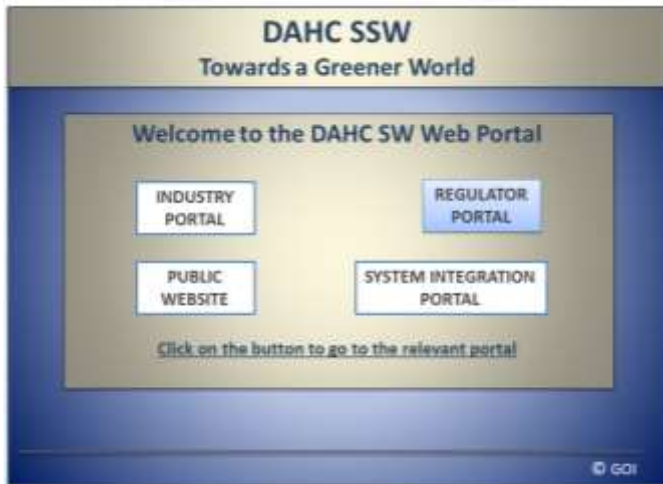 DAHC SSW
Towards a Greener World
Welcome to the DAHC SW Web Portal
INDUSTRY
PORTAL
REGULATOR
PORTAL
PUBLIC
WEBSITE
SYSTEM INTEGRATION
PORTAL
Click on the button to go to the relevant portal
© GOI